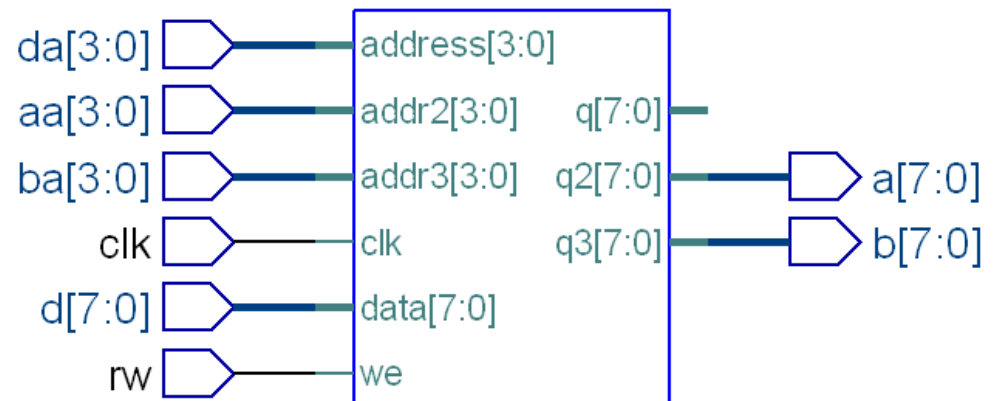 da[3:0] address[3:0]
aa[3:0] addr2[3:0] q[7:0]
ba[3:0] addr3[3:0] q2[7:0] a[7:0]
clk clk q3[7:0] b[7:0]
d[7:0] data[7:0]
rw we